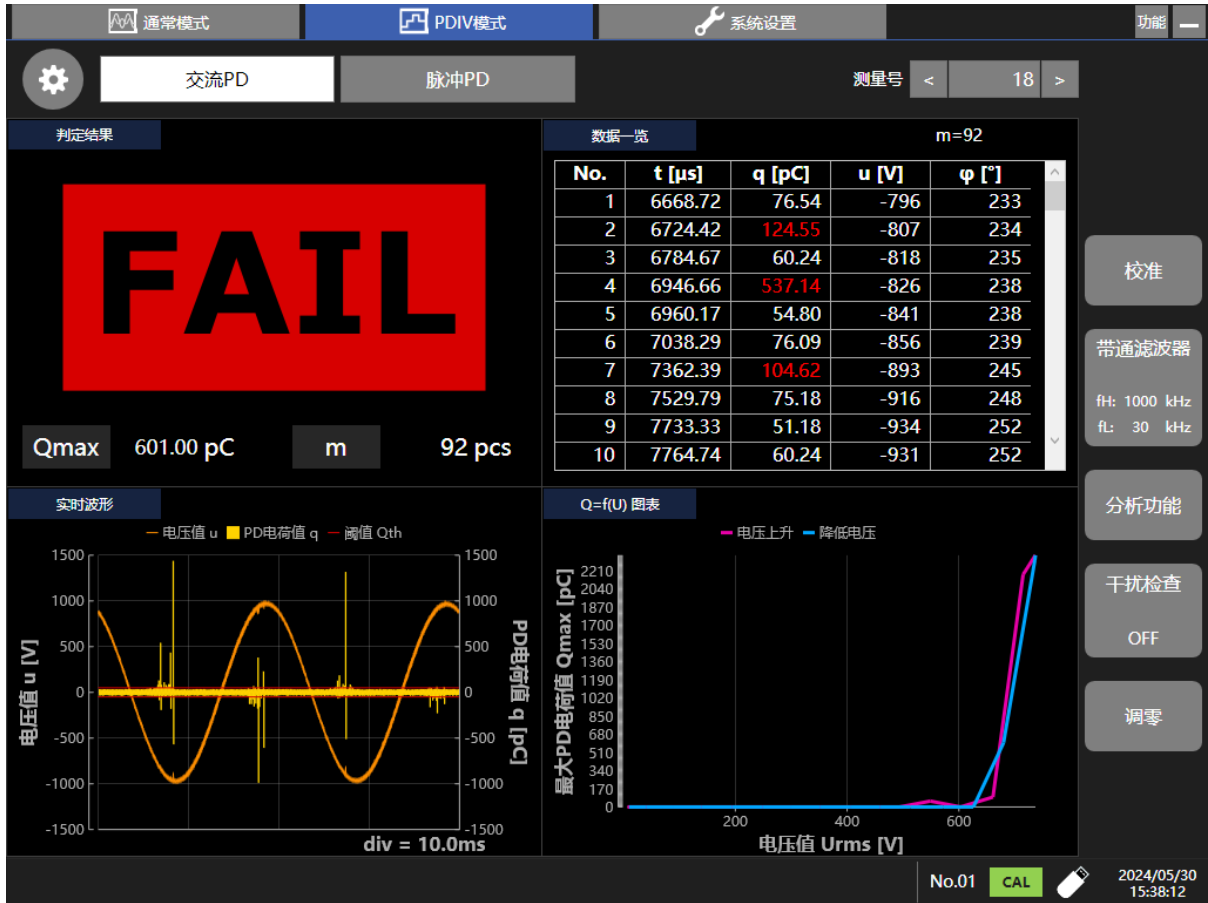 通常模式
PDIV模式
系统设置
功能
交流PD
脉冲PD
测量号 < 18 >
判定结果
FAIL
Qmax 601.00 pC m 92 pcs
数据一览 m=92
No. t [µs] q [pC] u [V] φ [°]
1 6668.72 76.54 -796 233
2 6724.42 124.55 -807 234
3 6784.67 60.24 -818 235
4 6946.66 537.14 -826 238
5 6960.17 54.80 -841 238
6 7038.29 76.09 -856 239
7 7362.39 104.62 -893 245
8 7529.79 75.18 -916 248
9 7733.33 51.18 -934 252
10 7764.74 60.24 -931 252
校准
带通滤波器
fH: 1000 kHz
fL: 30 kHz
分析功能
干扰检查
OFF
调零
实时波形
电压值 u PD电荷值 q 阈值 Qth
电压值 u [V]
1500
1000
500
0
-500
-1000
-1500
1500
1000
500
0
-500
-1000
-1500
PD电荷值 q [pC]
div = 10.0ms
Q=f(U) 图表
电压上升 降低电压
最大PD电荷值 Qmax [pC]
2210
2040
1870
1700
1530
1360
1190
1020
850
680
510
340
170
0
200 400 600
电压值 Urms [V]
No.01 CAL 2024/05/30
15:38:12